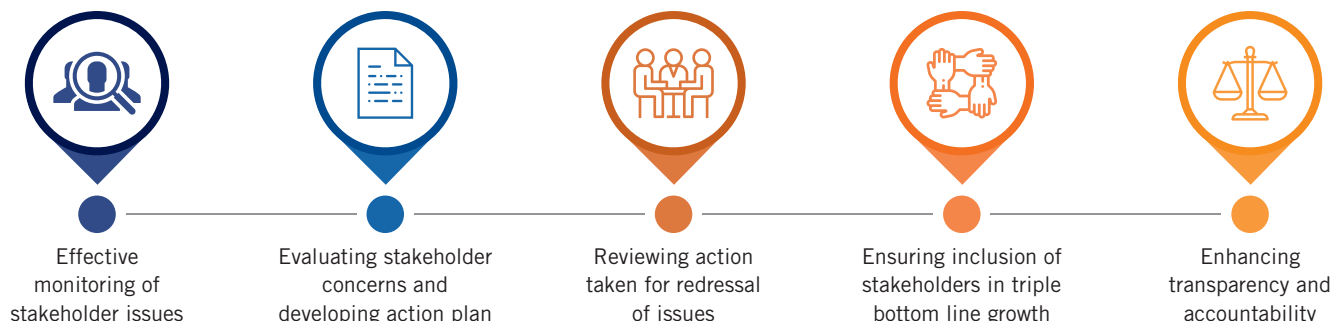 Effective
monitoring of
stakeholder issues
Evaluating stakeholder
concerns and
developing action plan
Reviewing action
taken for redressal
of issues
Ensuring inclusion of
stakeholders in triple
bottom line growth
Enhancing
transparency and
accountability